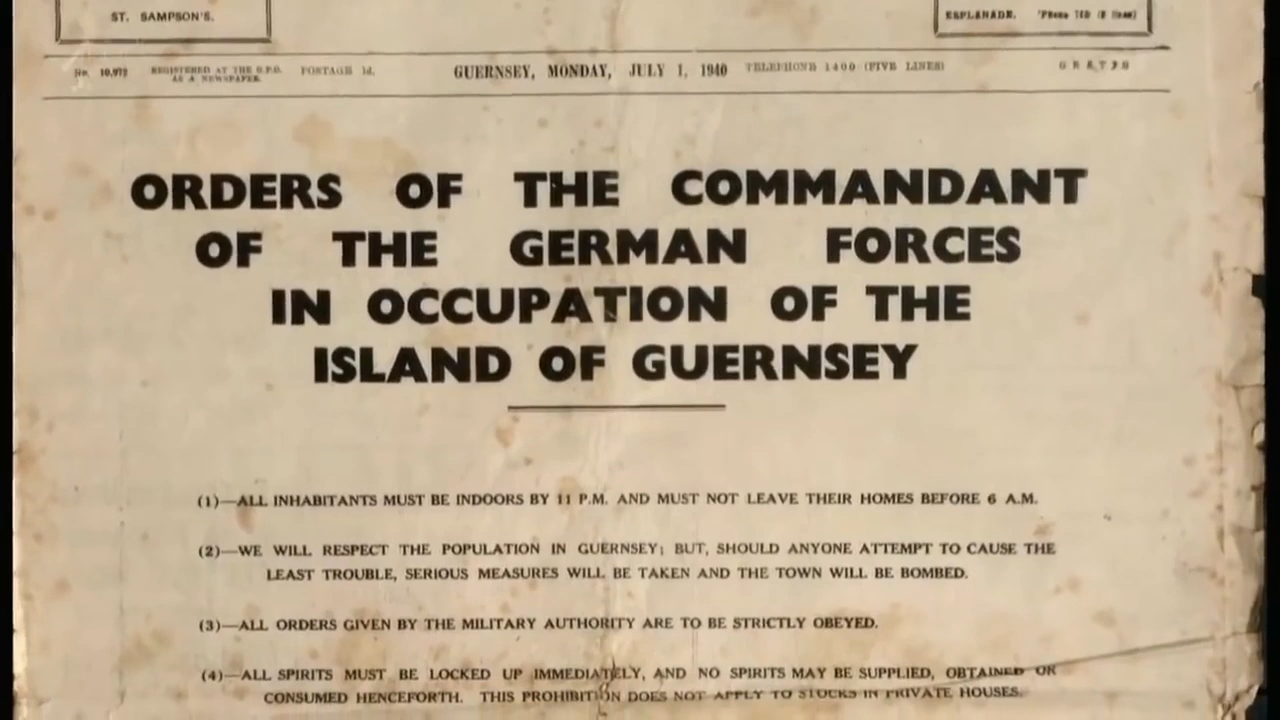 ST. SAMPSON'S.
ESPLANADE. 'Phone
No. 10,972 REGISTERED AT THE G.P.O. AS A NEWSPAPER. POSTAGE 1d. GUERNSEY, MONDAY, JULY 1, 1940 TELEPHONE 1400 (FIVE LINES) GRATIS
ORDERS OF THE COMMANDANT
OF THE GERMAN FORCES
IN OCCUPATION OF THE
ISLAND OF GUERNSEY
(1)—ALL INHABITANTS MUST BE INDOORS BY 11 P.M. AND MUST NOT LEAVE THEIR HOMES BEFORE 6 A.M.
(2)—WE WILL RESPECT THE POPULATION IN GUERNSEY; BUT, SHOULD ANYONE ATTEMPT TO CAUSE THE
LEAST TROUBLE, SERIOUS MEASURES WILL BE TAKEN AND THE TOWN WILL BE BOMBED.
(3)—ALL ORDERS GIVEN BY THE MILITARY AUTHORITY ARE TO BE STRICTLY OBEYED.
(4)—ALL SPIRITS MUST BE LOCKED UP IMMEDIATELY, AND NO SPIRITS MAY BE SUPPLIED, OBTAINED OR
CONSUMED HENCEFORTH. THIS PROHIBITION DOES NOT APPLY TO STOCKS IN PRIVATE HOUSES.